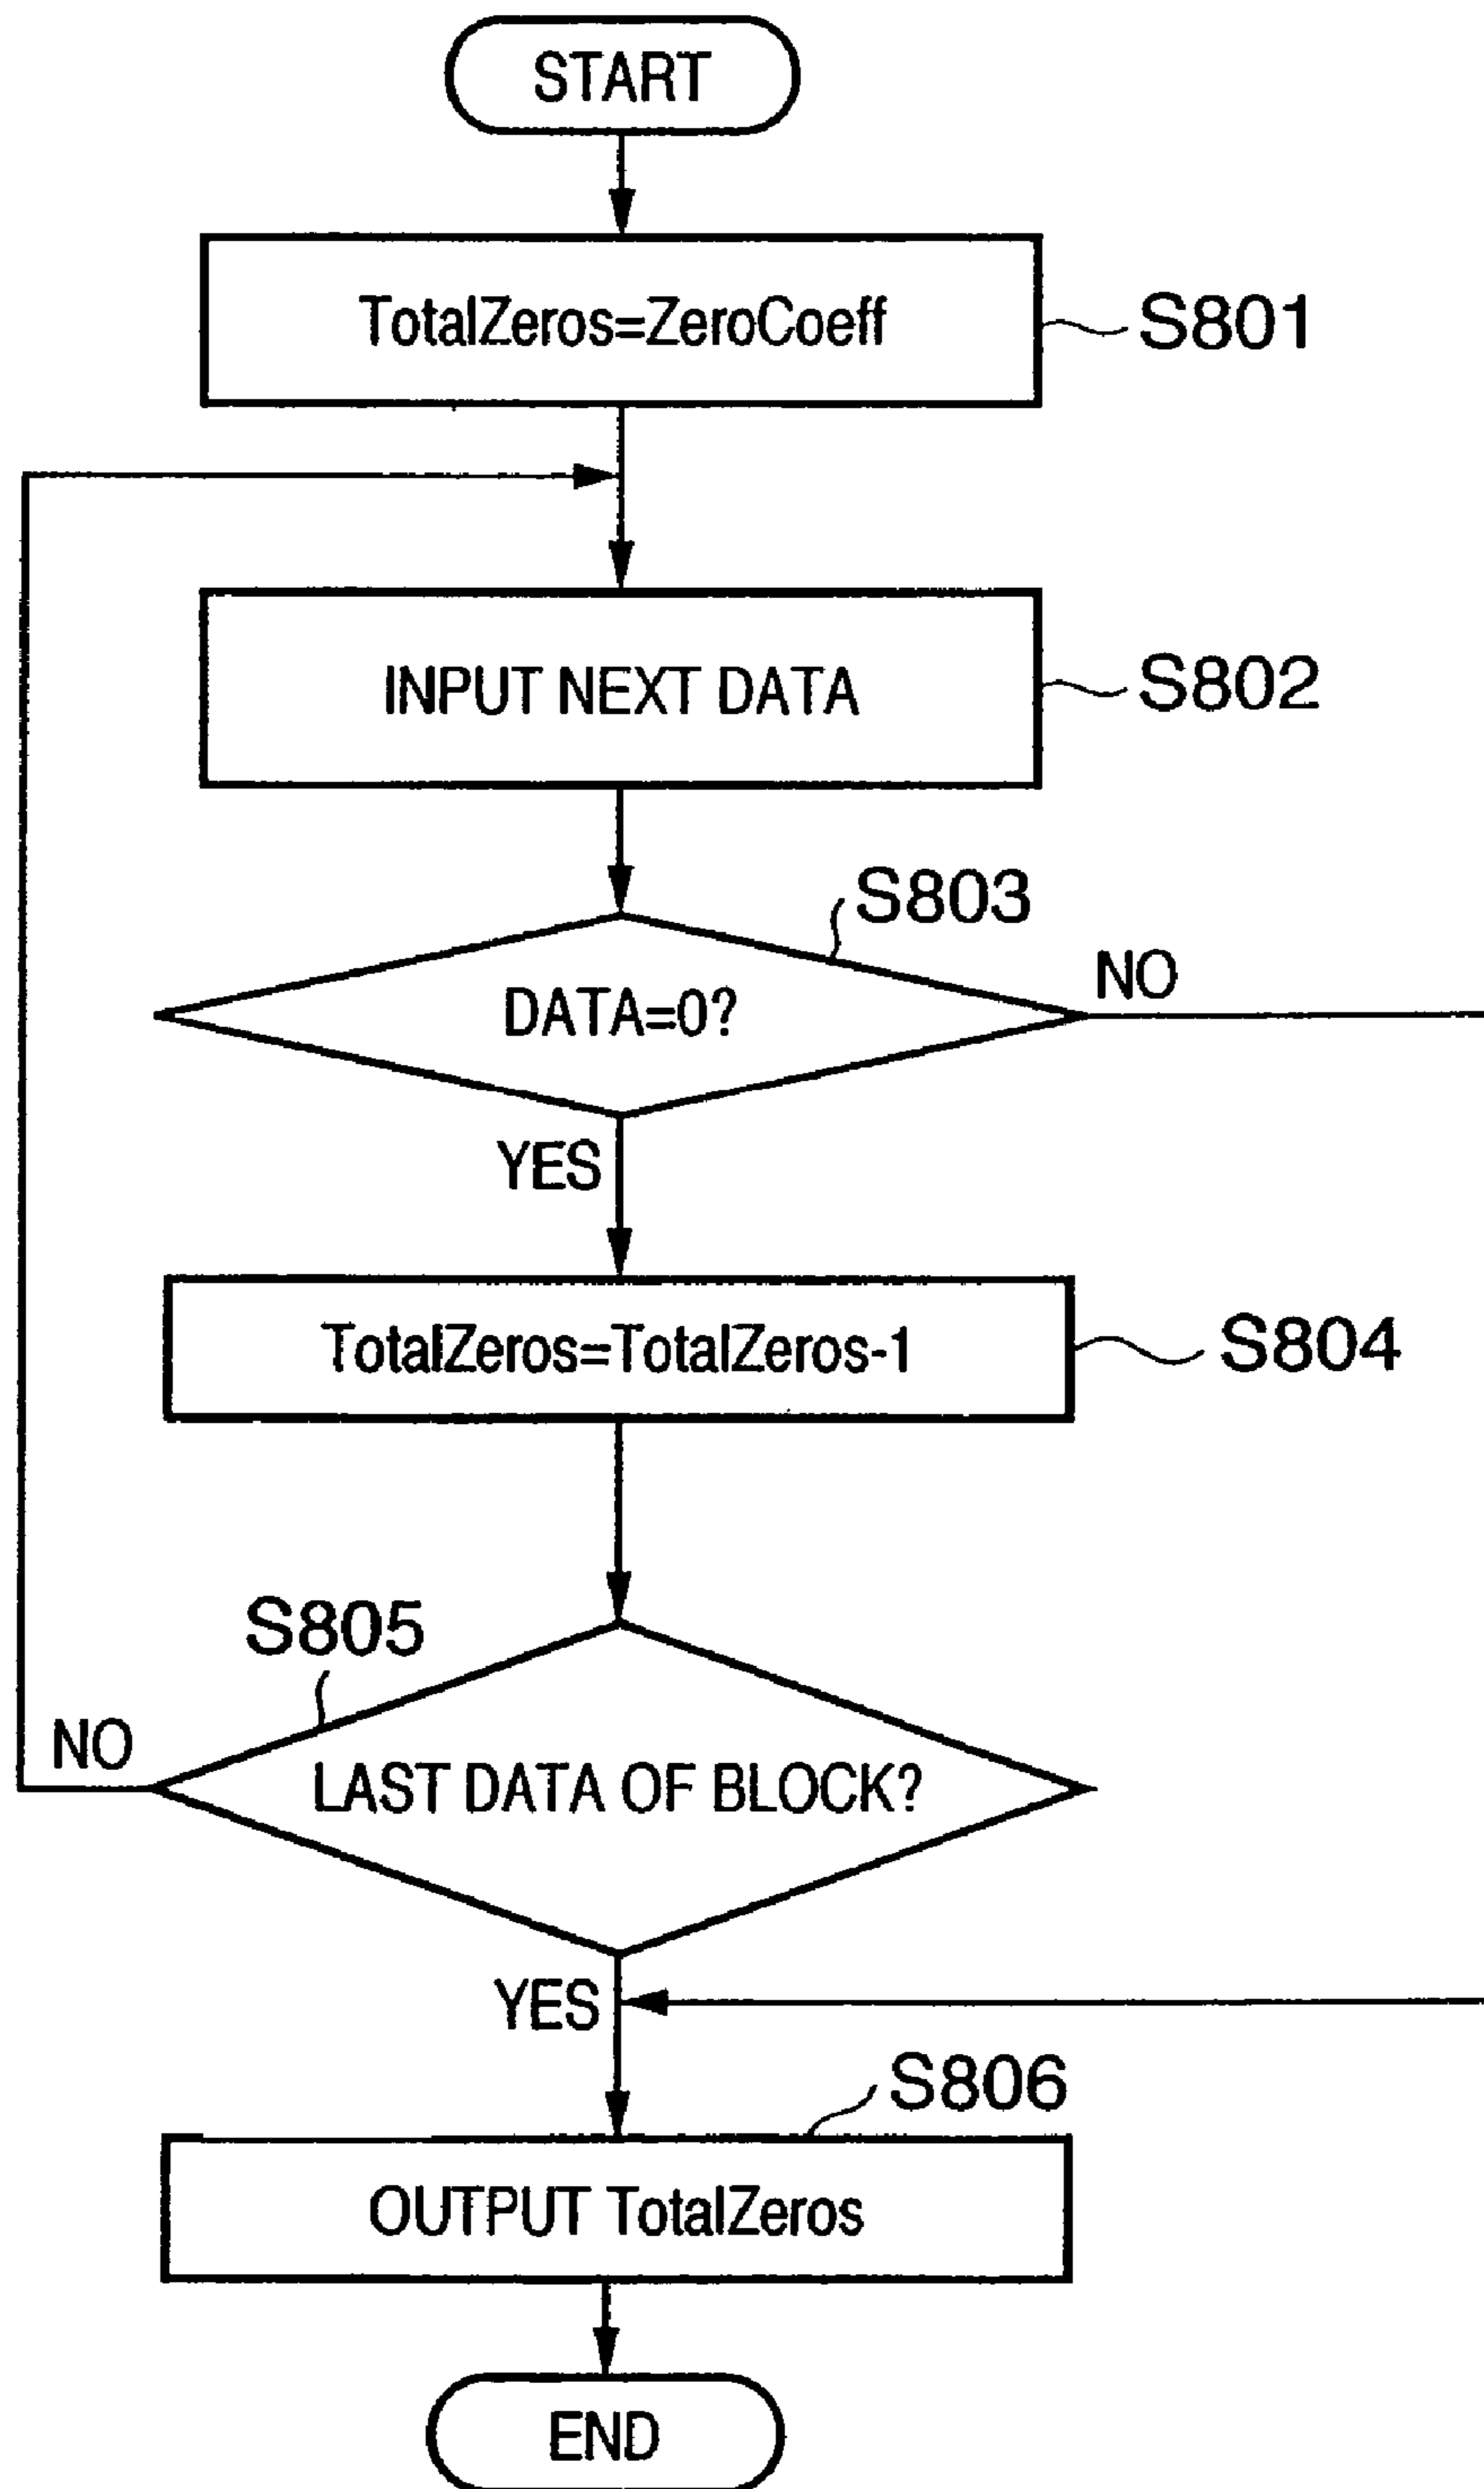 START
TotalZeros=ZeroCoeff
S801
INPUT NEXT DATA
S802
S803
DATA=0?
NO
YES
TotalZeros=TotalZeros-1
S804
S805
NO
LAST DATA OF BLOCK?
YES
S806
OUTPUT TotalZeros
END